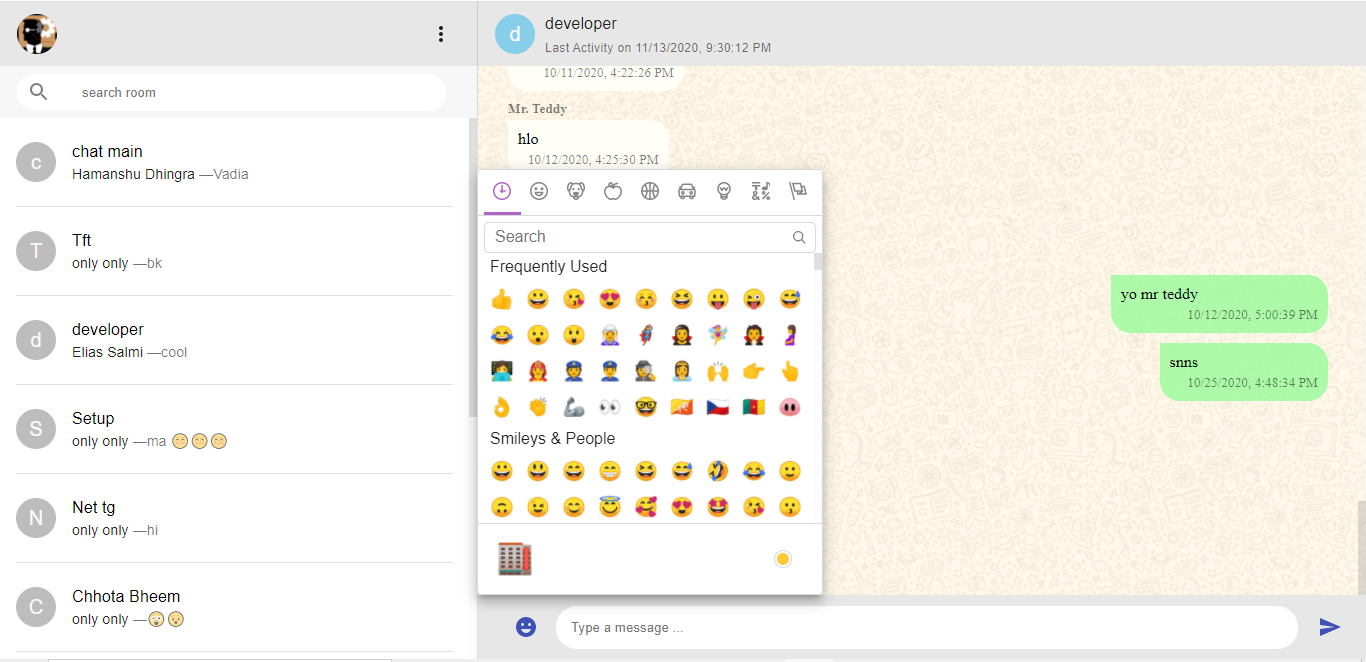 search room
c
chat main
Hamanshu Dhingra —Vadia
T
Tft
only only —bk
d
developer
Elias Salmi —cool
S
Setup
only only —ma 😁😁😁
N
Net tg
only only —hi
C
Chhota Bheem
only only —😮😯
d
developer
Last Activity on 11/13/2020, 9:30:12 PM
10/11/2020, 4:22:26 PM
Mr. Teddy
hlo
10/12/2020, 4:25:30 PM
Search
Frequently Used
Smileys & People
yo mr teddy
10/12/2020, 5:00:39 PM
snns
10/25/2020, 4:48:34 PM
Type a message ...